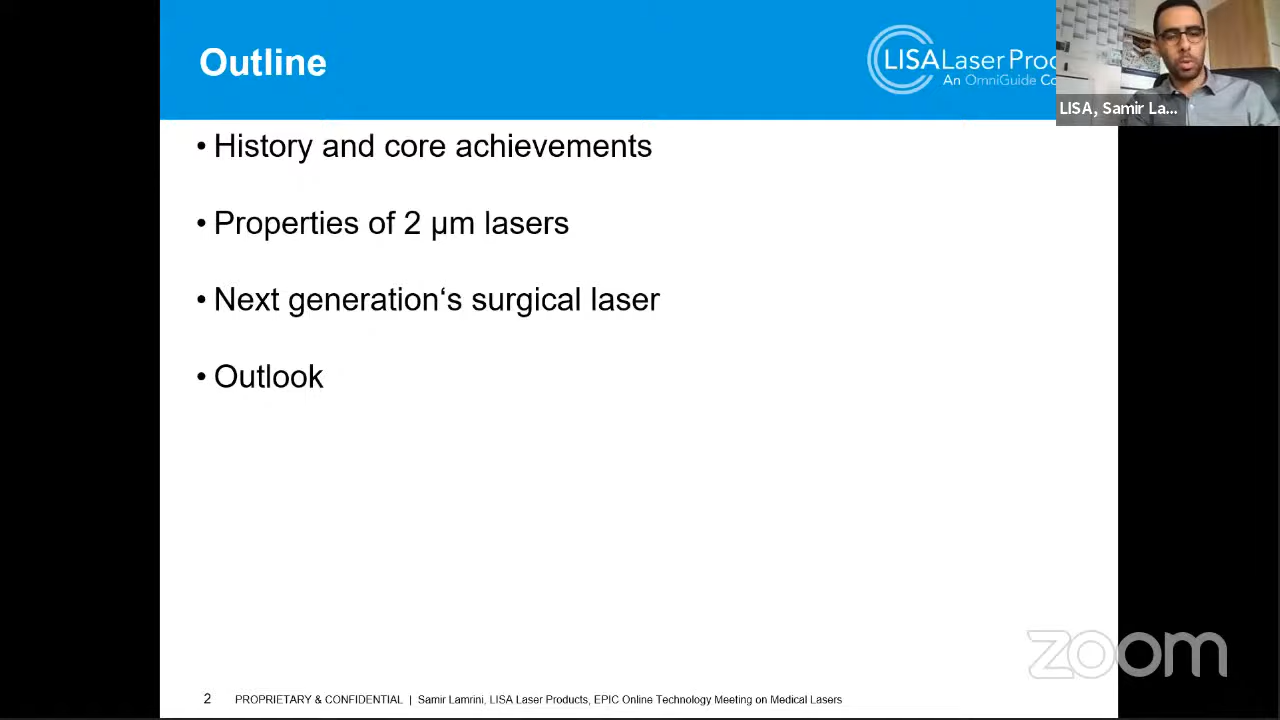 Outline
LISALaser Proc
An OmniGuide Co
LISA, Samir La...
• History and core achievements
• Properties of 2 µm lasers
• Next generation‘s surgical laser
• Outlook
zoom
2 PROPRIETARY & CONFIDENTIAL | Samir Lamrini, LISA Laser Products, EPIC Online Technology Meeting on Medical Lasers